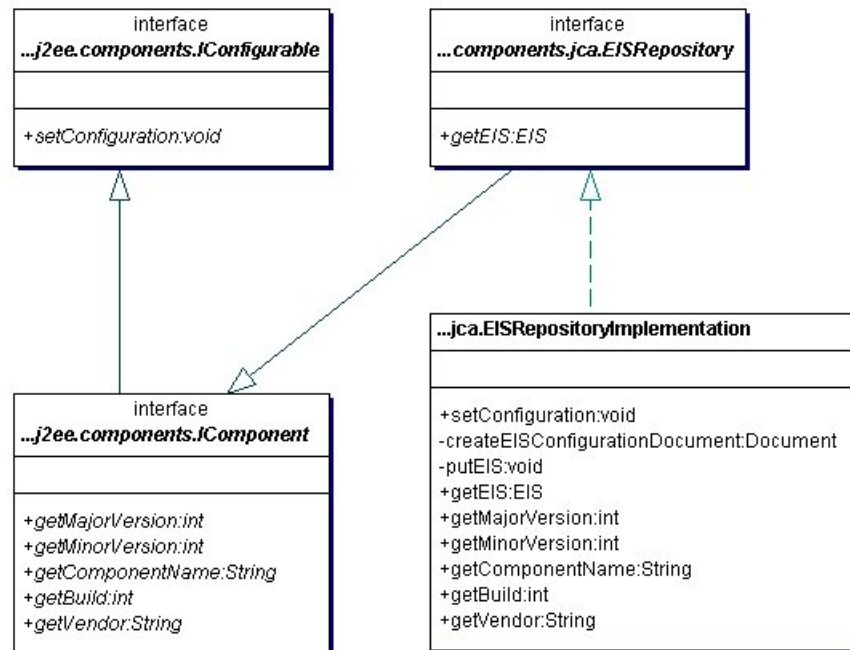 interface
...j2ee.components.IConfigurable
+setConfiguration:void
interface
...components.jca.EISRepository
+getEIS:EIS
interface
...j2ee.components.IComponent
+getMajorVersion:int
+getMinorVersion:int
+getComponentName:String
+getBuild:int
+getVendor:String
...jca.EISRepositoryImplementation
+setConfiguration:void
-createEISConfigurationDocument:Document
-putEIS:void
+getEIS:EIS
+getMajorVersion:int
+getMinorVersion:int
+getComponentName:String
+getBuild:int
+getVendor:String